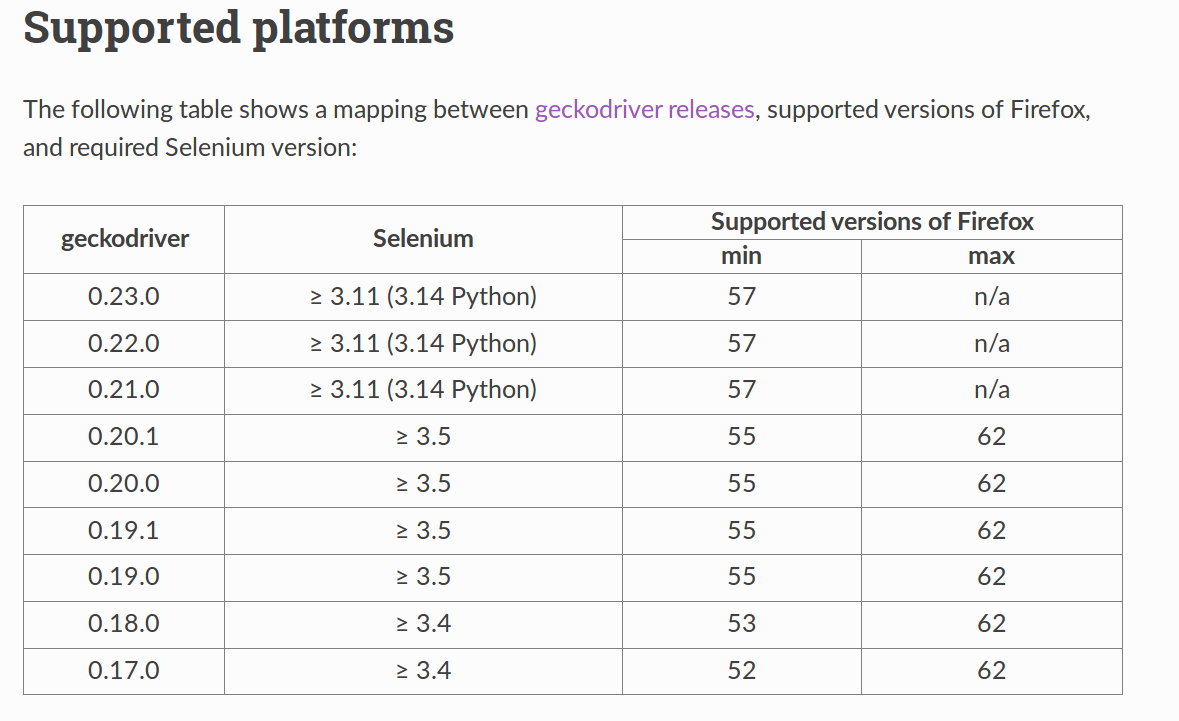 Supported platforms
The following table shows a mapping between geckodriver releases, supported versions of Firefox,
and required Selenium version:
geckodriver Selenium Supported versions of Firefox
min max
0.23.0 ≥ 3.11 (3.14 Python) 57 n/a
0.22.0 ≥ 3.11 (3.14 Python) 57 n/a
0.21.0 ≥ 3.11 (3.14 Python) 57 n/a
0.20.1 ≥ 3.5 55 62
0.20.0 ≥ 3.5 55 62
0.19.1 ≥ 3.5 55 62
0.19.0 ≥ 3.5 55 62
0.18.0 ≥ 3.4 53 62
0.17.0 ≥ 3.4 52 62